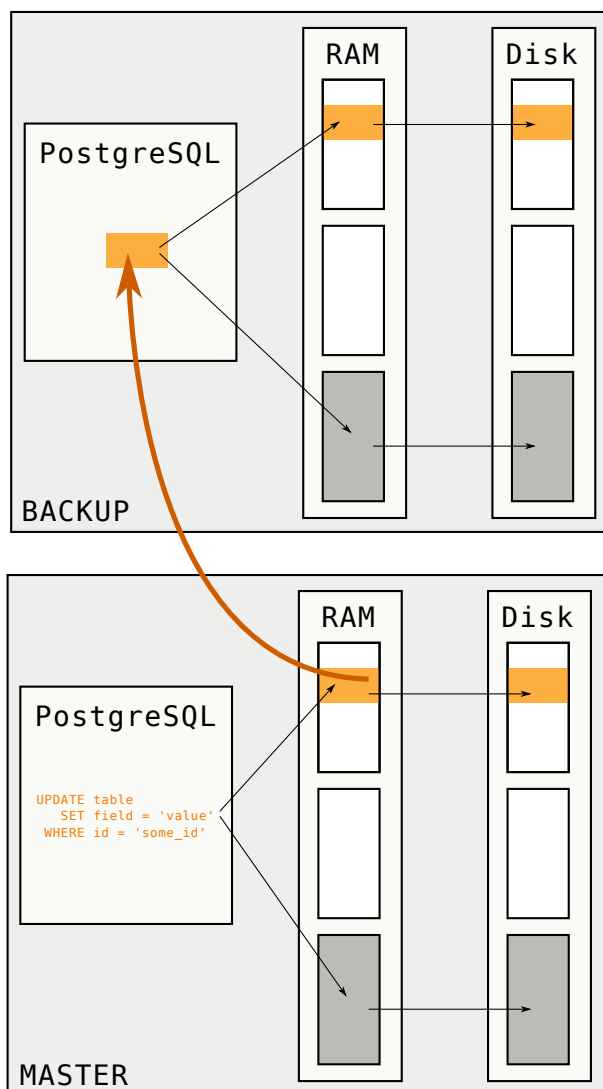 RAM
Disk
PostgreSQL
BACKUP
RAM
Disk
PostgreSQL
UPDATE table
SET field = 'value'
WHERE id = 'some_id'
MASTER